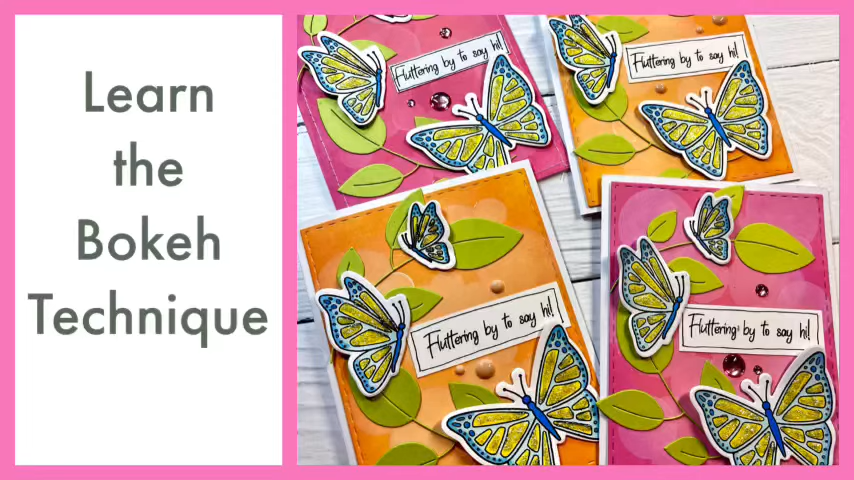 Learn
the
Bokeh
Technique
Fluttering by to say hi!
Fluttering by to say hi!
Fluttering by to say hi!
Fluttering by to say hi!